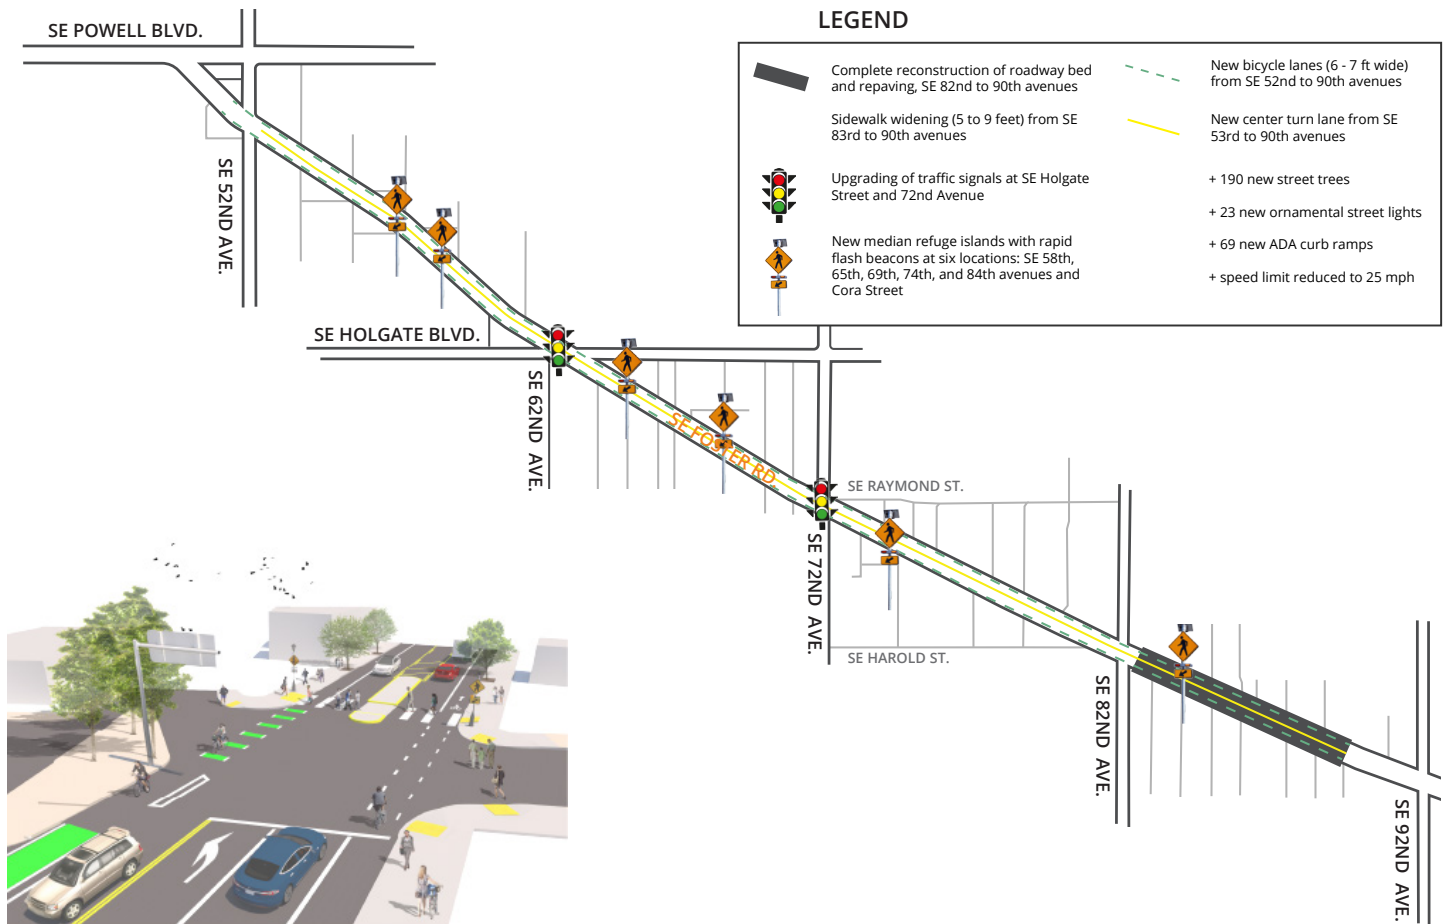 LEGEND
SE POWELL BLVD.
Complete reconstruction of roadway bed
and repaving, SE 82nd to 90th avenues
Sidewalk widening (5 to 9 feet) from SE
83rd to 90th avenues
Upgrading of traffic signals at SE Holgate
Street and 72nd Avenue
New median refuge islands with rapid
flash beacons at six locations: SE 58th,
65th, 69th, 74th, and 84th avenues and
Cora Street
New bicycle lanes (6 - 7 ft wide)
from SE 52nd to 90th avenues
New center turn lane from SE
53rd to 90th avenues
+ 190 new street trees
+ 23 new ornamental street lights
+ 69 new ADA curb ramps
+ speed limit reduced to 25 mph
SE 52ND AVE.
SE HOLGATE BLVD.
SE 62ND AVE.
SE FOSTER RD.
SE RAYMOND ST.
SE 72ND AVE.
SE HAROLD ST.
SE 82ND AVE.
SE 92ND AVE.